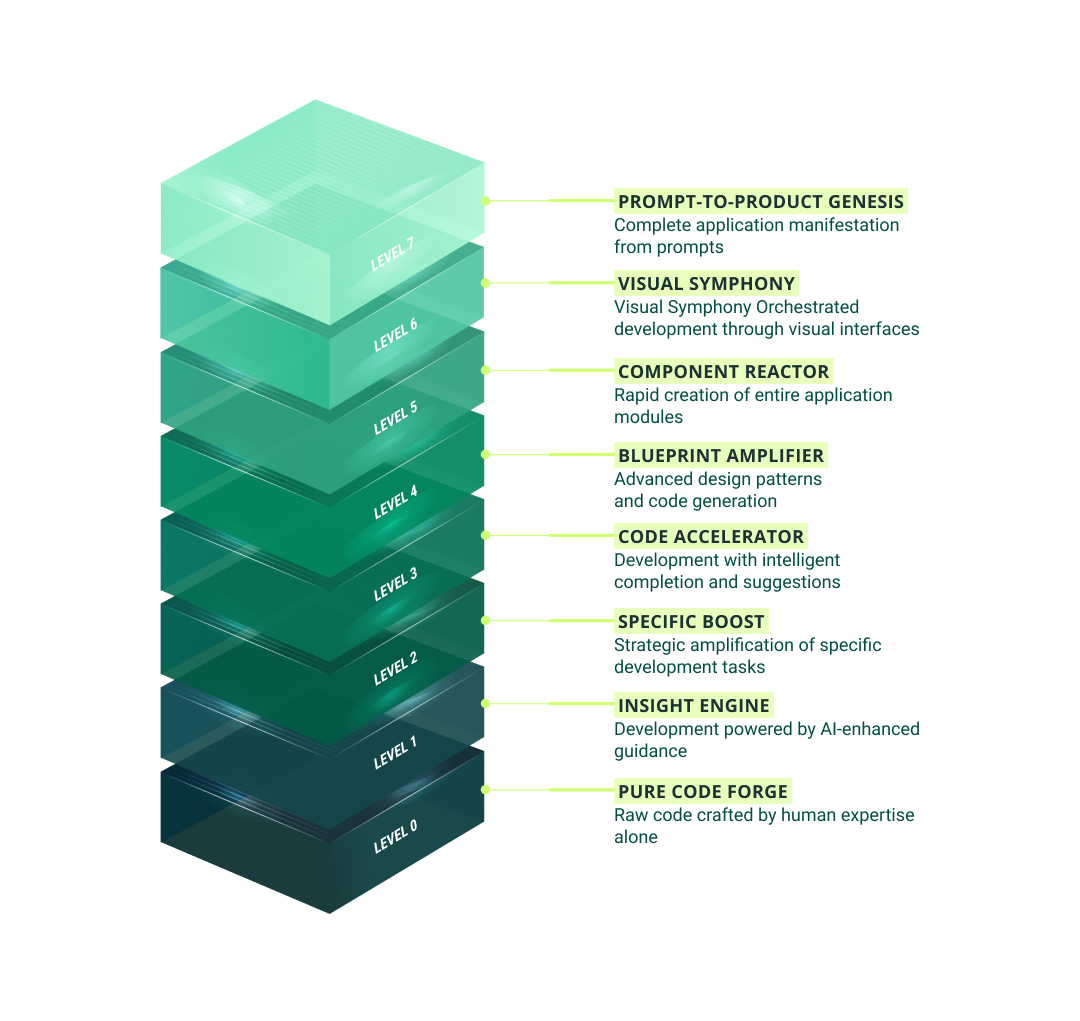 PROMPT-TO-PRODUCT GENESIS
Complete application manifestation
from prompts
LEVEL 7
VISUAL SYMPHONY
Visual Symphony Orchestrated
development through visual interfaces
LEVEL 6
COMPONENT REACTOR
Rapid creation of entire application
modules
LEVEL 5
BLUEPRINT AMPLIFIER
Advanced design patterns
and code generation
LEVEL 4
CODE ACCELERATOR
Development with intelligent
completion and suggestions
LEVEL 3
SPECIFIC BOOST
Strategic amplification of specific
development tasks
LEVEL 2
INSIGHT ENGINE
Development powered by AI-enhanced
guidance
LEVEL 1
PURE CODE FORGE
Raw code crafted by human expertise
alone
LEVEL 0